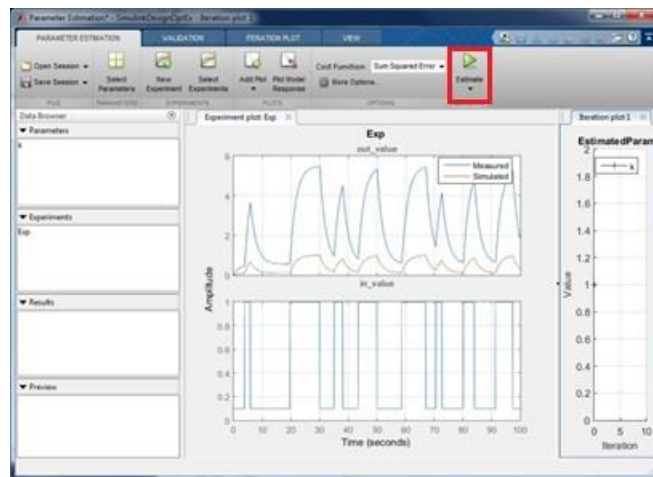 Parameter Estimation* - SimulinkDesignOptEx - Iteration plot 1
PARAMETER ESTIMATION VALIDATION ITERATION PLOT VIEW
Open Session
Save Session
Select Parameters
New Experiment
Select Experiments
Add Plot
Plot Model Response
Cost Function: Sum Squared Error
More Options...
Estimate
FILE PARAMETERS EXPERIMENTS PLOTS OPTIONS
Data Browser
Parameters
k
Experiments
Exp
Results
Preview
Experiment plot: Exp
Exp
out_value
Measured
Simulated
6
4
2
0
in_value
1
0.8
0.6
0.4
0.2
0
Amplitude
0 10 20 30 40 50 60 70 80 90 100
Time (seconds)
Iteration plot 1
EstimatedParam
k
2
1.8
1.6
1.4
1.2
1
0.8
0.6
0.4
0.2
0
Value
0 5 10
Iteration